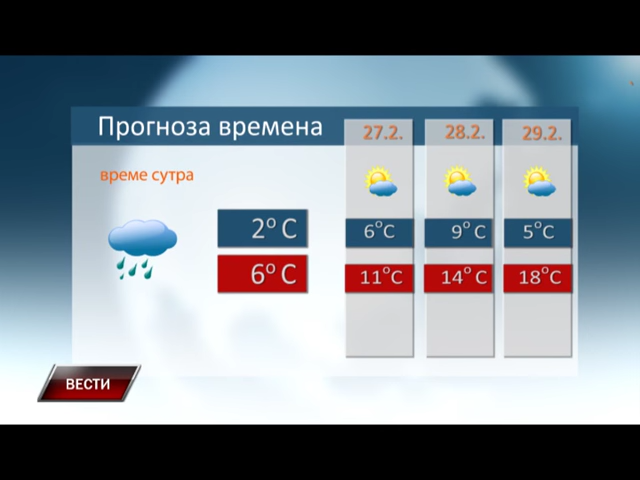 Прогноза времена
време сутра
2° C
6° C
27.2.
6°C
11°C
28.2.
9° C
14° C
29.2.
5°C
18°C
ВЕСТИ